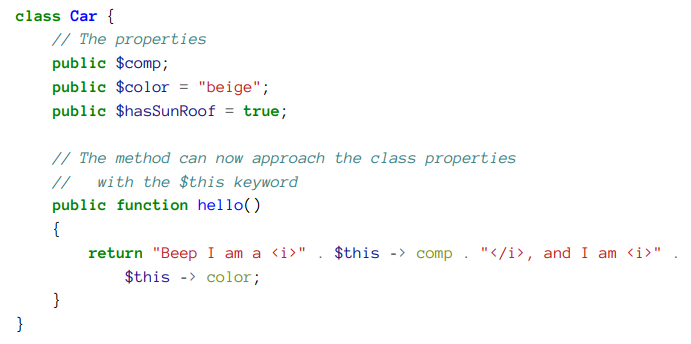 class Car {
    // The properties
    public $comp;
    public $color = "beige";
    public $hasSunRoof = true;

    // The method can now approach the class properties
    //   with the $this keyword
    public function hello()
    {
        return "Beep I am a <i>" . $this -> comp . "</i>, and I am <i>" .
            $this -> color;
    }
}